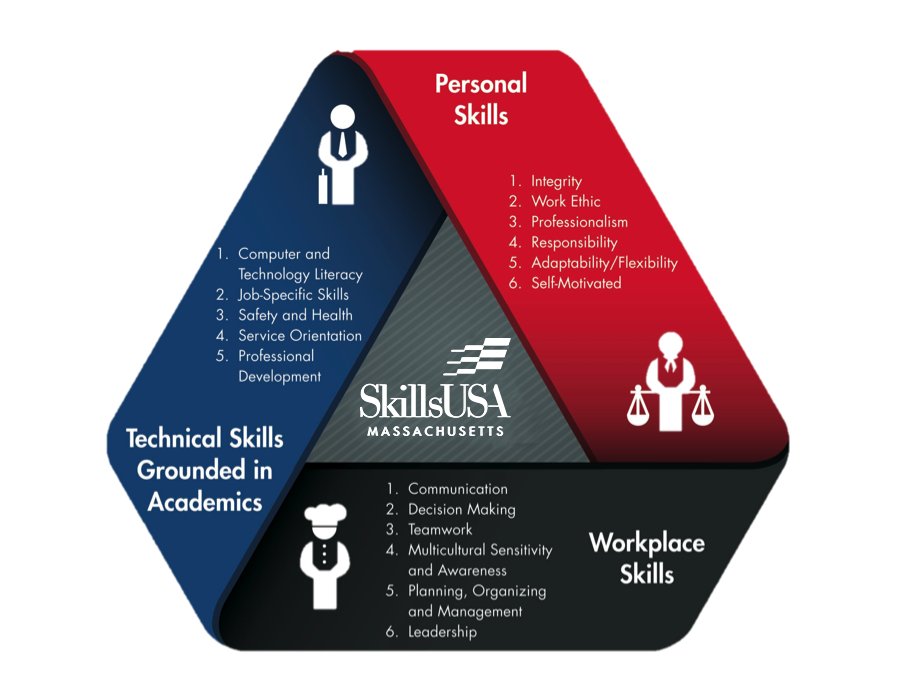 Personal
Skills
1. Integrity
2. Work Ethic
3. Professionalism
4. Responsibility
5. Adaptability/Flexibility
6. Self-Motivated
1. Computer and
Technology Literacy
2. Job-Specific Skills
3. Safety and Health
4. Service Orientation
5. Professional
Development
Technical Skills
Grounded in
Academics
SkillsUSA
MASSACHUSETTS
1. Communication
2. Decision Making
3. Teamwork
4. Multicultural Sensitivity
and Awareness
5. Planning, Organizing
and Management
6. Leadership
Workplace
Skills